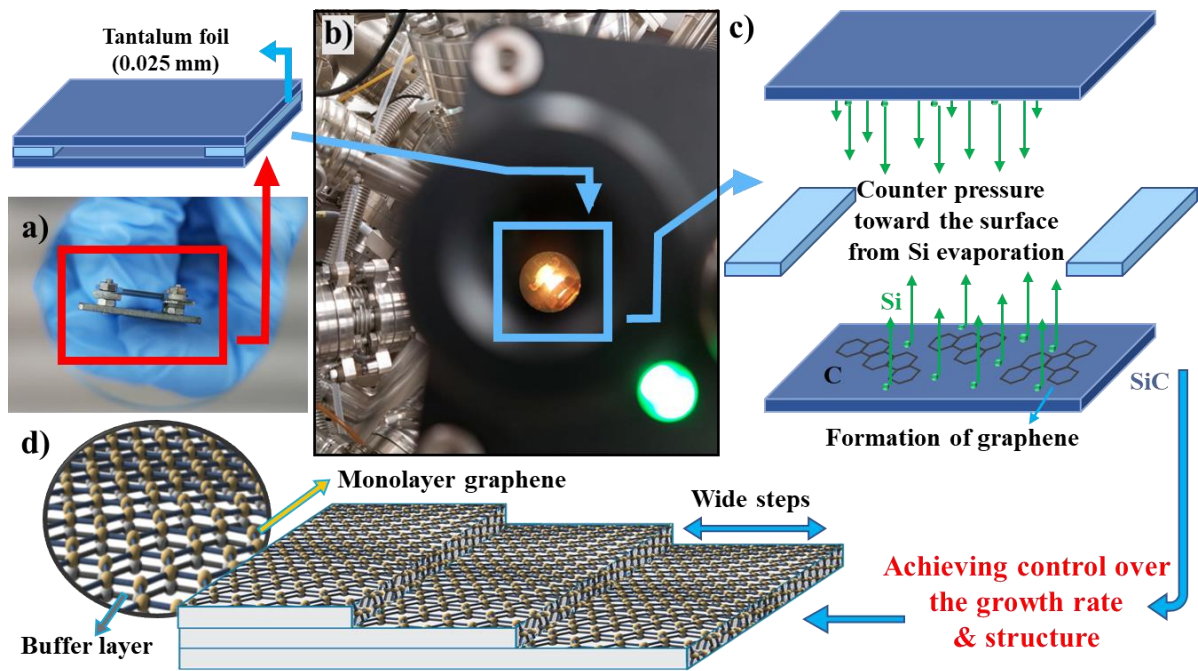 Tantalum foil
(0.025 mm)
a)
b)
c)
Counter pressure
toward the surface
from Si evaporation
Si
C
SiC
Formation of graphene
d)
Monolayer graphene
Wide steps
Buffer layer
Achieving control over
the growth rate
& structure